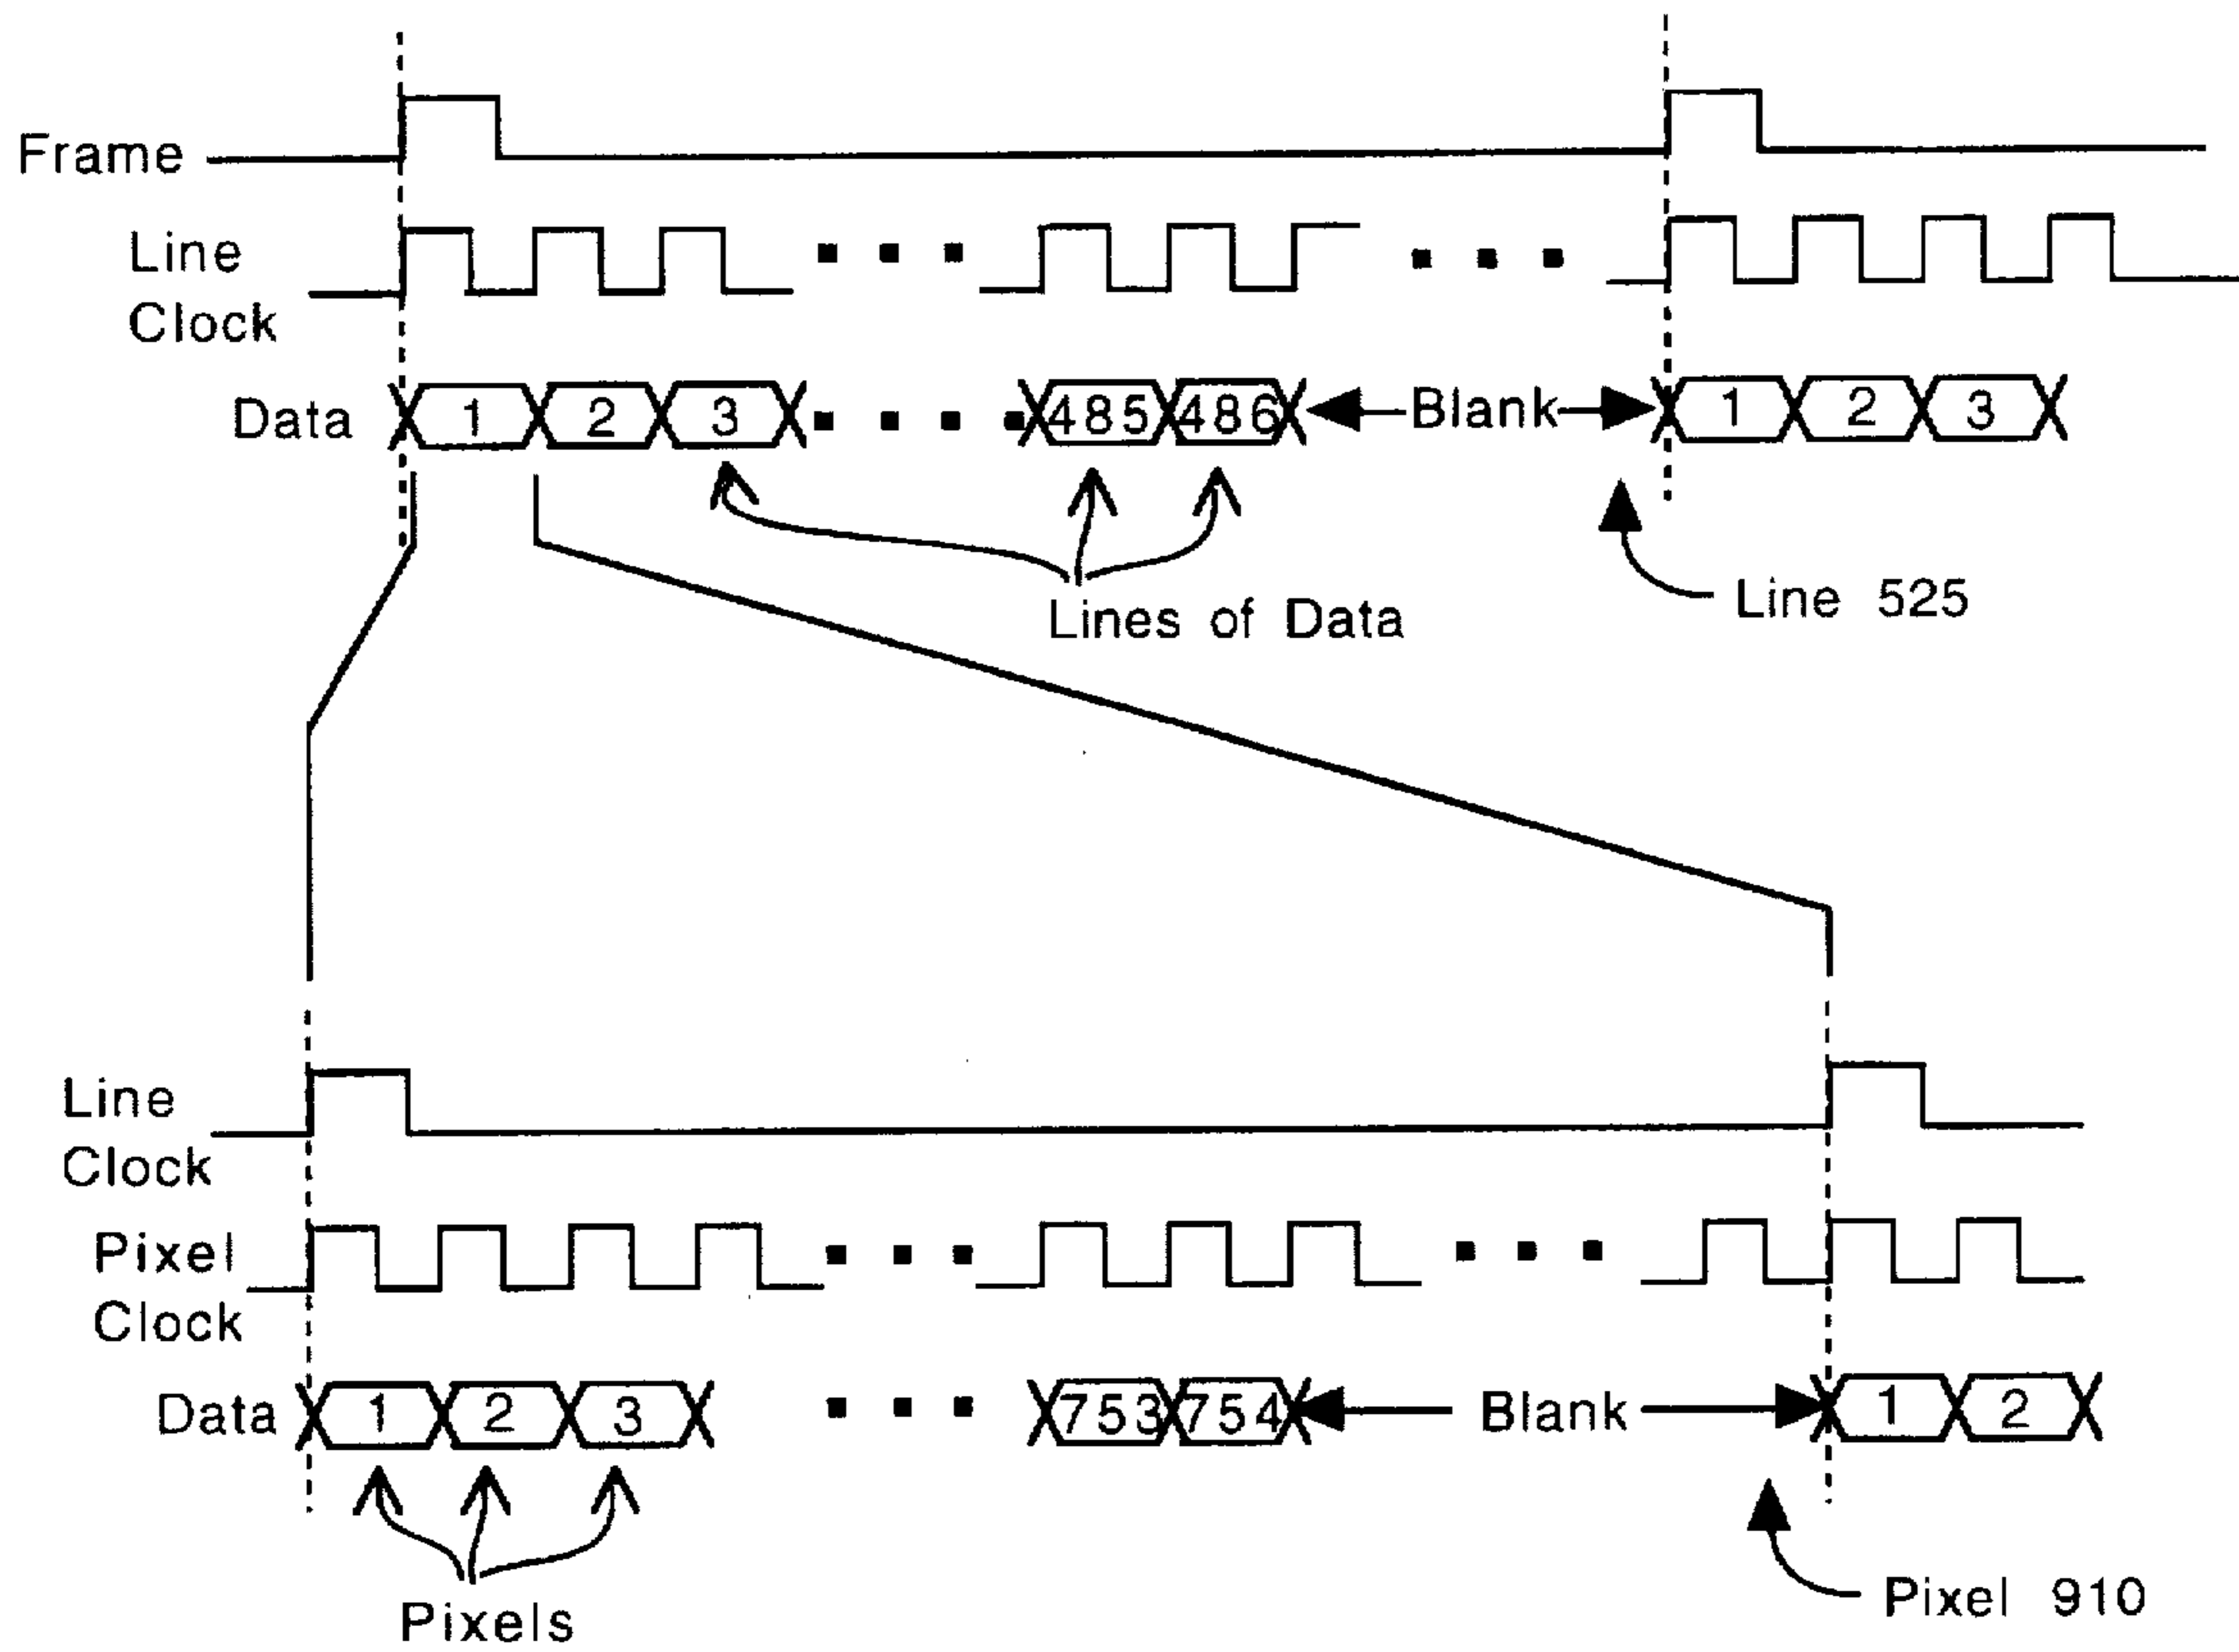 Frame
Line
Clock
Data 1 2 3 485 486 Blank 1 2 3
Lines of Data
Line 525
Line
Clock
Pixel
Clock
Data 1 2 3 753 754 Blank 1 2
Pixels
Pixel 910